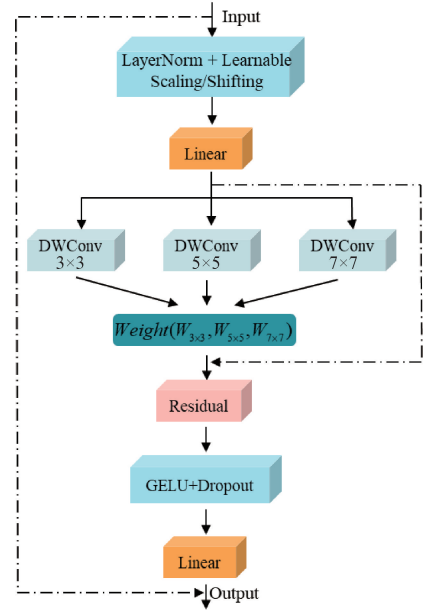 Input
LayerNorm + Learnable
Scaling/Shifting
Linear
DWConv
3×3
DWConv
5×5
DWConv
7×7
Weight(W3×3,W5×5,W7×7)
Residual
GELU+Dropout
Linear
Output